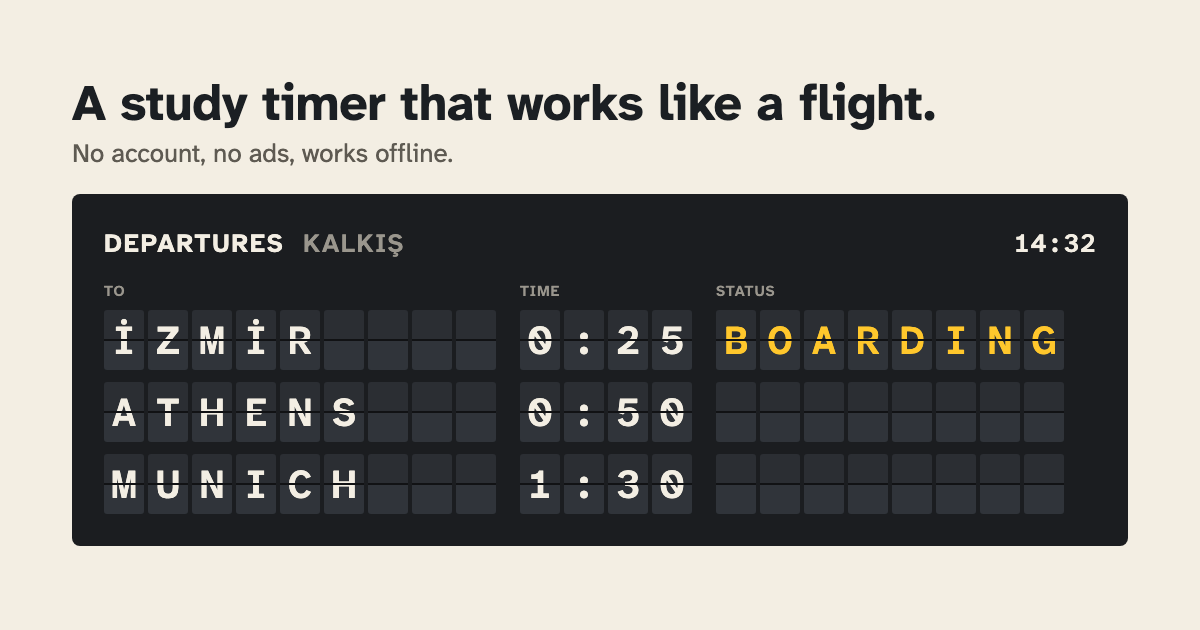 A study timer that works like a flight.
No account, no ads, works offline.
DEPARTURES KALKIŞ 14:32
TO TIME STATUS
İZMİR 0:25 BOARDING
ATHENS 0:50
MUNICH 1:30